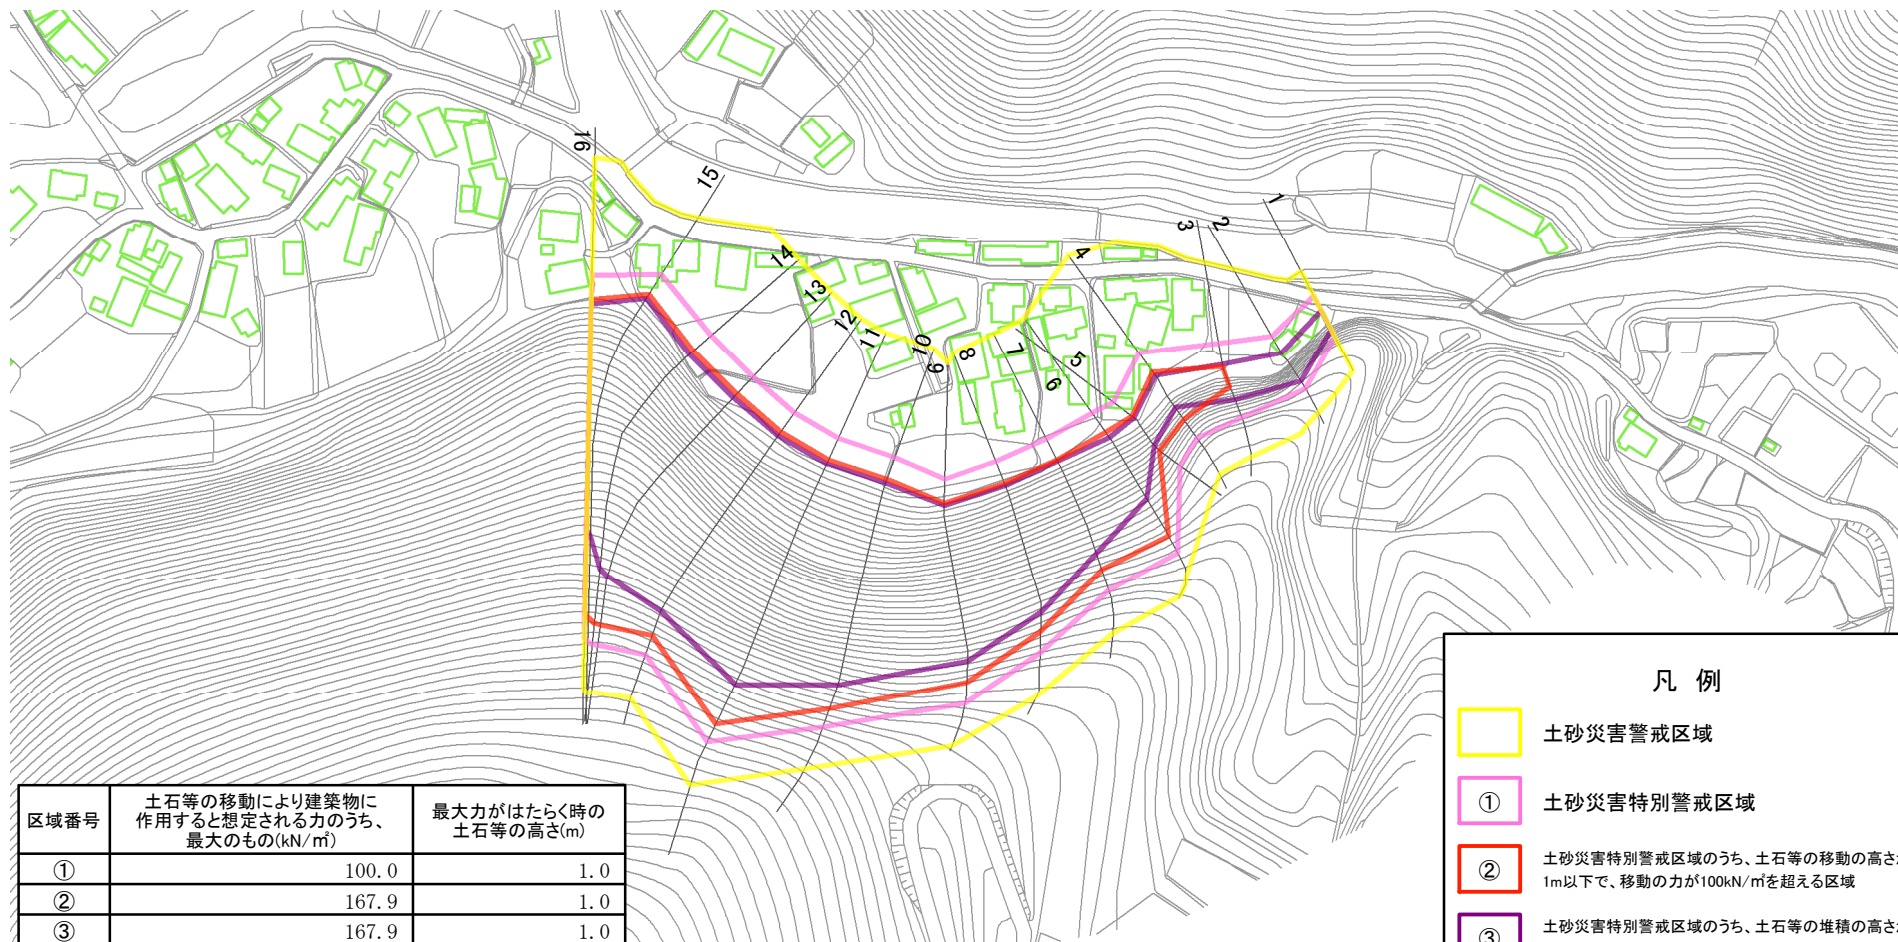 16
15
14
13
12
11
10
9
8
7
6
5
4
3
2
1
区域番号
土石等の移動により建築物に
作用すると想定される力のうち、
最大のもの(kN/㎡)
最大力がはたらく時の
土石等の高さ(m)
① 100.0 1.0
② 167.9 1.0
③ 167.9 1.0
凡 例
土砂災害警戒区域
① 土砂災害特別警戒区域
② 土砂災害特別警戒区域のうち、土石等の移動の高さ
1m以下で、移動の力が100kN/㎡を超える区域
③ 土砂災害特別警戒区域のうち、土石等の堆積の高さ